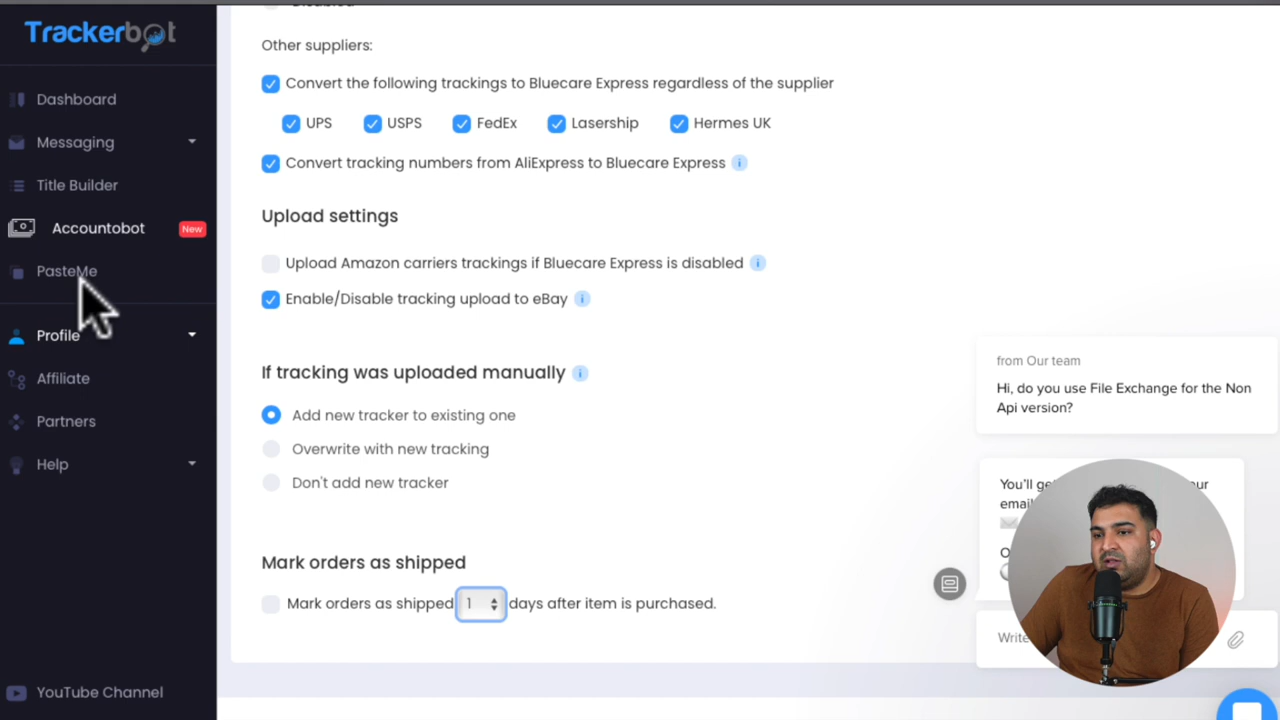 Trackerbot
Dashboard
Messaging
Title Builder
Accountobot New
PasteMe
Profile
Affiliate
Partners
Help
YouTube Channel
Other suppliers:
Convert the following trackings to Bluecare Express regardless of the supplier
UPS USPS FedEx Lasership Hermes UK
Convert tracking numbers from AliExpress to Bluecare Express i
Upload settings
Upload Amazon carriers trackings if Bluecare Express is disabled i
Enable/Disable tracking upload to eBay i
If tracking was uploaded manually i
Add new tracker to existing one
Overwrite with new tracking
Don't add new tracker
Mark orders as shipped
Mark orders as shipped 1 days after item is purchased.
from Our team
Hi, do you use File Exchange for the Non
Api version?
You'll
emai